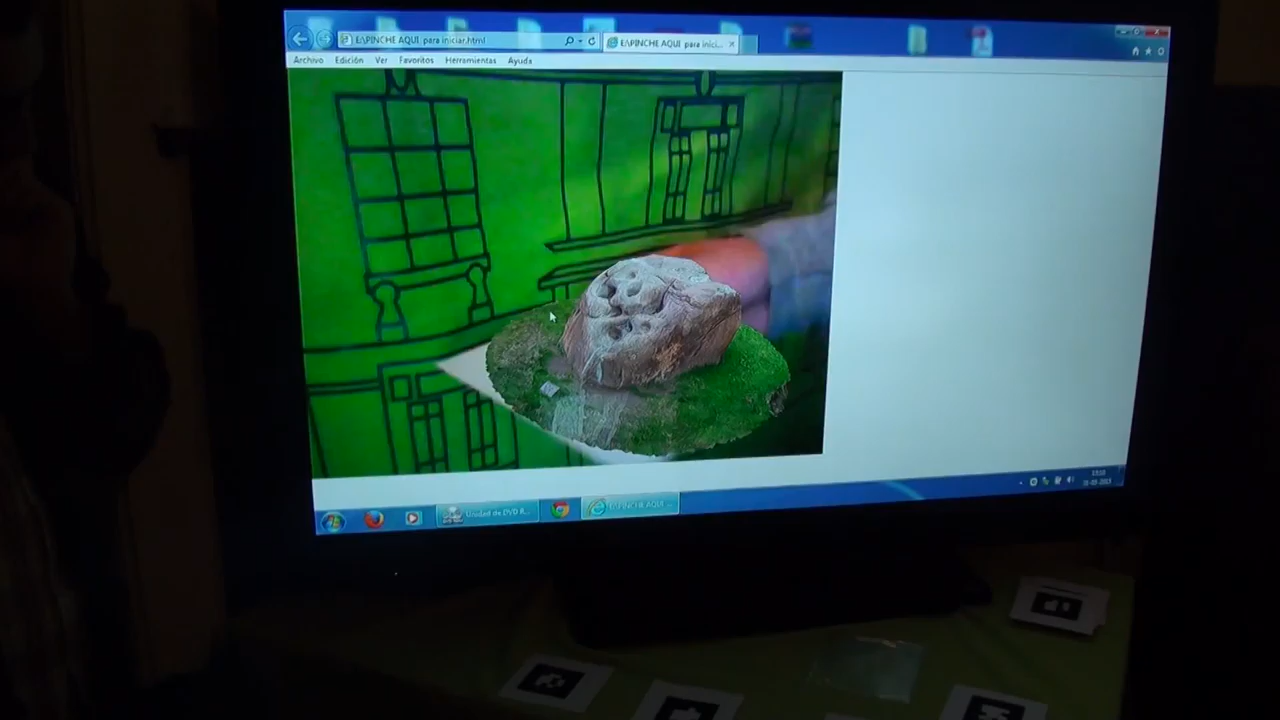 E:\PINCHE AQUI para iniciar.html
E:\PINCHE AQUI para inici...
Archivo Edición Ver Favoritos Herramientas Ayuda
Unidad de DVD R...
E:\PINCHE AQUI ...